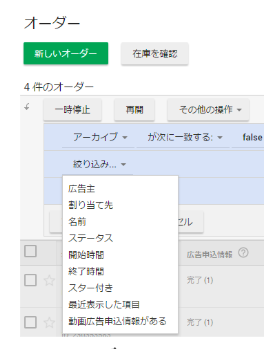 オーダー
新しいオーダー 在庫を確認
4 件のオーダー
一時停止 再開 その他の操作
アーカイブ が次に一致する: false
絞り込み...
広告主
割り当て先
名前
ステータス
開始時間
終了時間
スター付き
最近表示した項目
動画広告申込情報がある
セル
広告申込情報 ?
完了 (1)
完了 (1)